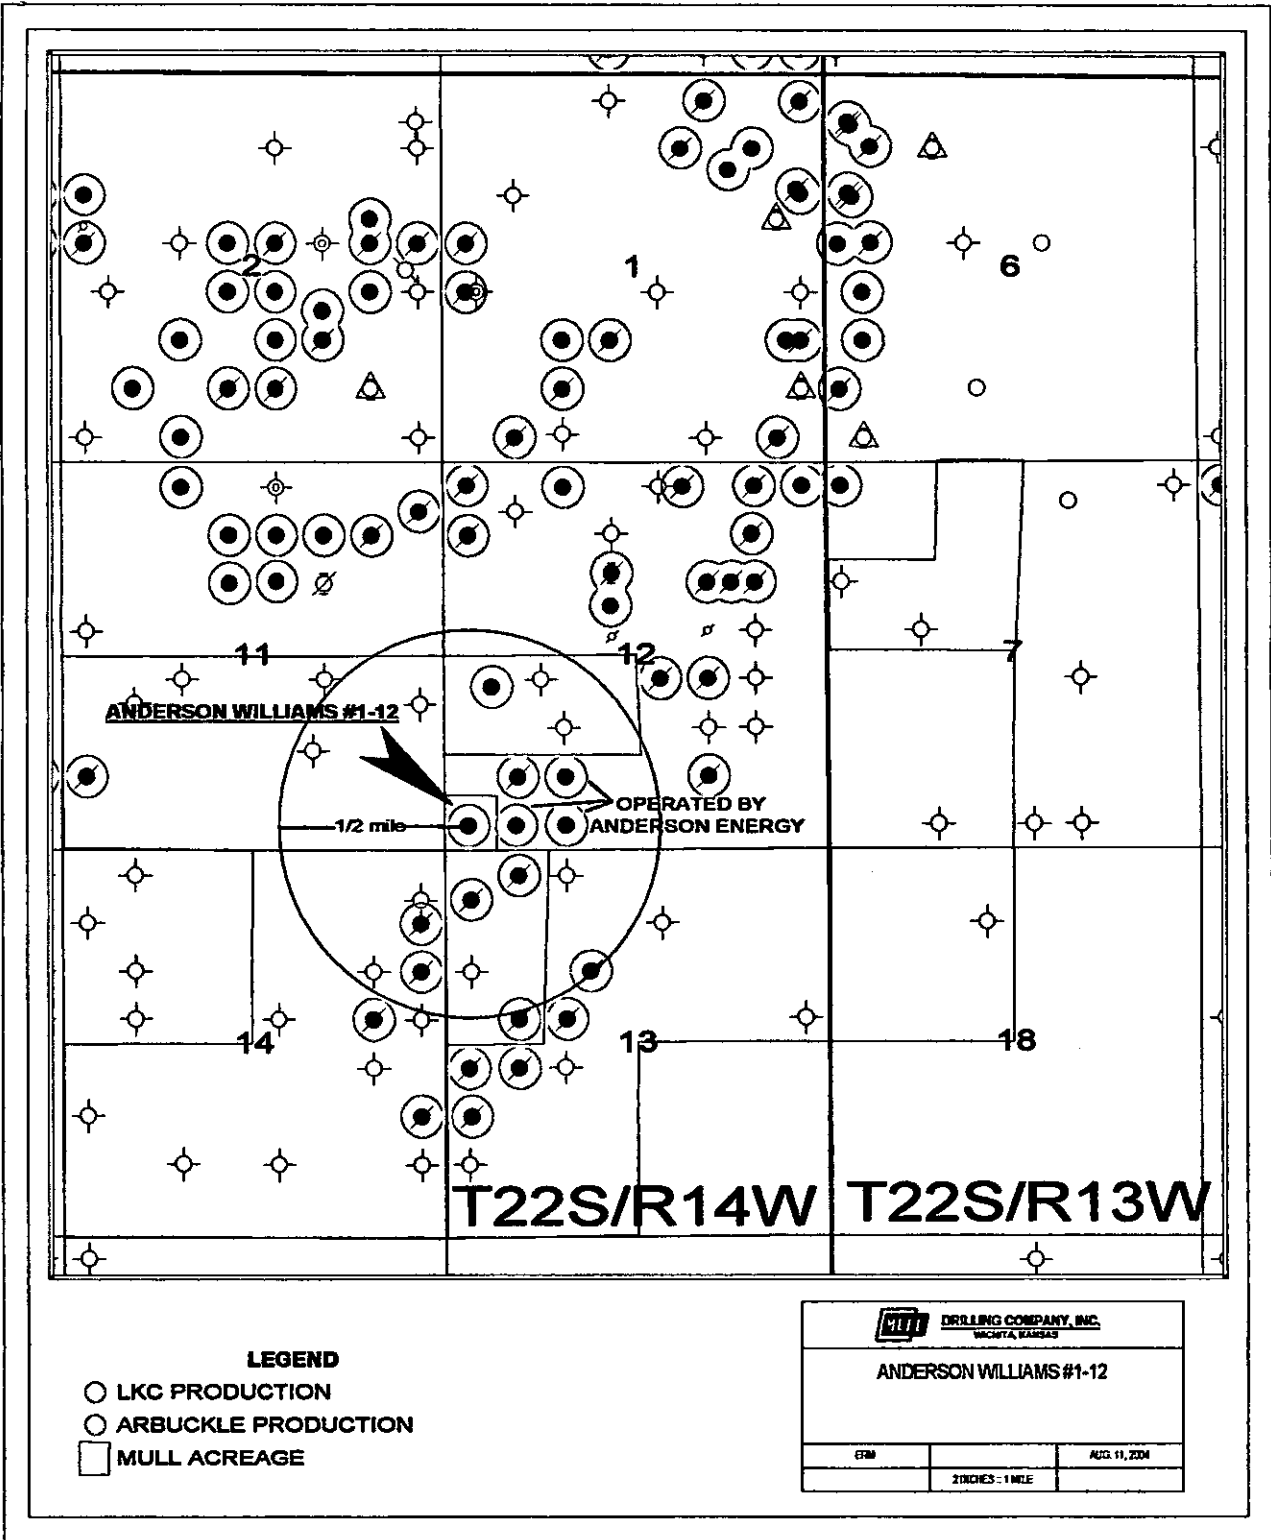 2
1
6
11
12
7
ANDERSON WILLIAMS #1-12
OPERATED BY
ANDERSON ENERGY
1/2 mile
14
13
18
T22S/R14W
T22S/R13W
LEGEND
LKC PRODUCTION
ARBUCKLE PRODUCTION
MULL ACREAGE
MULL DRILLING COMPANY, INC.
WICHITA, KANSAS
ANDERSON WILLIAMS #1-12
ERM
AUG. 11, 2004
2 INCHES = 1 MILE